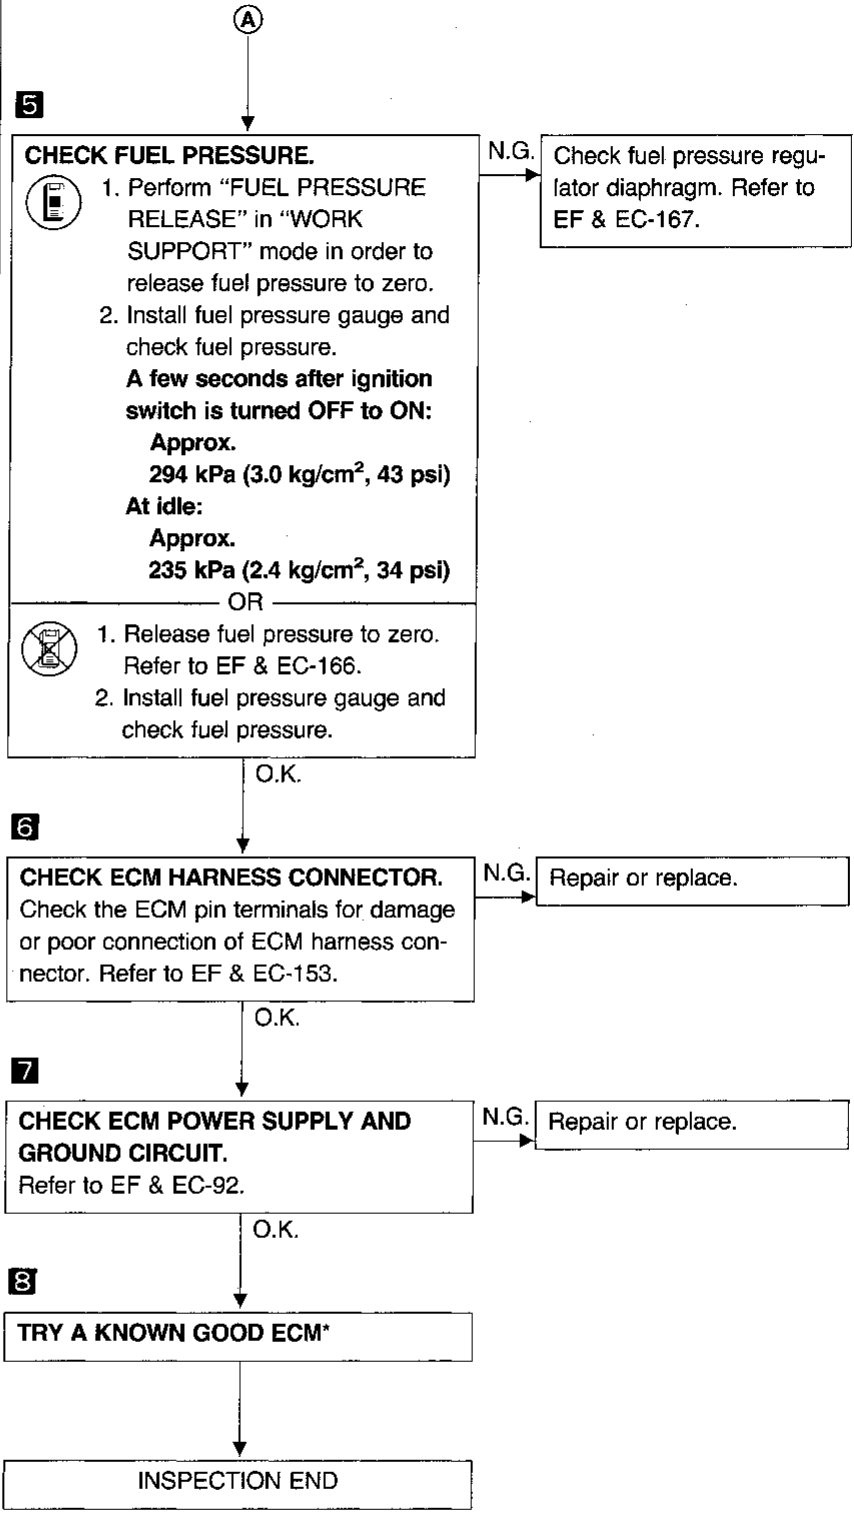 A
5
CHECK FUEL PRESSURE.
1. Perform “FUEL PRESSURE
RELEASE” in “WORK
SUPPORT” mode in order to
release fuel pressure to zero.
2. Install fuel pressure gauge and
check fuel pressure.
A few seconds after ignition
switch is turned OFF to ON:
Approx.
294 kPa (3.0 kg/cm², 43 psi)
At idle:
Approx.
235 kPa (2.4 kg/cm², 34 psi)
OR
1. Release fuel pressure to zero.
Refer to EF & EC-166.
2. Install fuel pressure gauge and
check fuel pressure.
N.G.
Check fuel pressure regu-
lator diaphragm. Refer to
EF & EC-167.
O.K.
6
CHECK ECM HARNESS CONNECTOR.
Check the ECM pin terminals for damage
or poor connection of ECM harness con-
nector. Refer to EF & EC-153.
N.G.
Repair or replace.
O.K.
7
CHECK ECM POWER SUPPLY AND
GROUND CIRCUIT.
Refer to EF & EC-92.
N.G.
Repair or replace.
O.K.
8
TRY A KNOWN GOOD ECM*
INSPECTION END